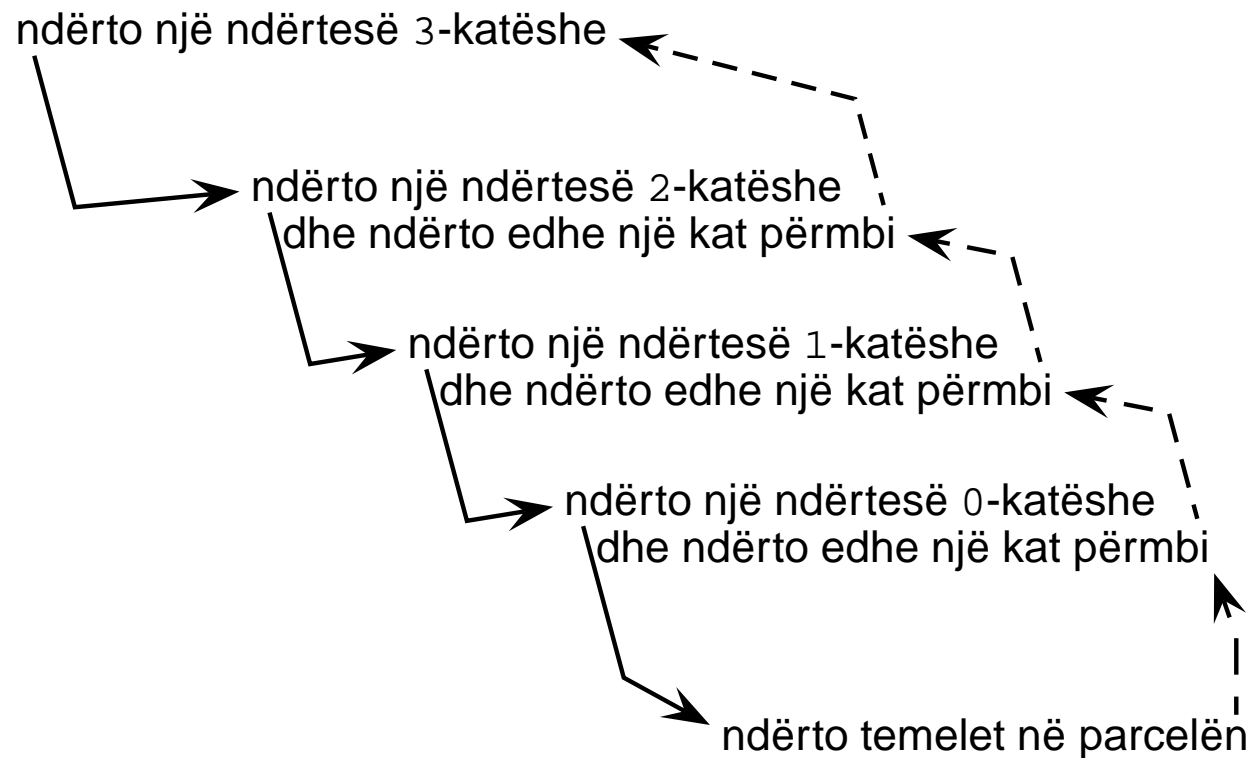 ndërto një ndërtesë 3-katëshe
ndërto një ndërtesë 2-katëshe
dhe ndërto edhe një kat përmbi
ndërto një ndërtesë 1-katëshe
dhe ndërto edhe një kat përmbi
ndërto një ndërtesë 0-katëshe
dhe ndërto edhe një kat përmbi
ndërto temelet në parcelën